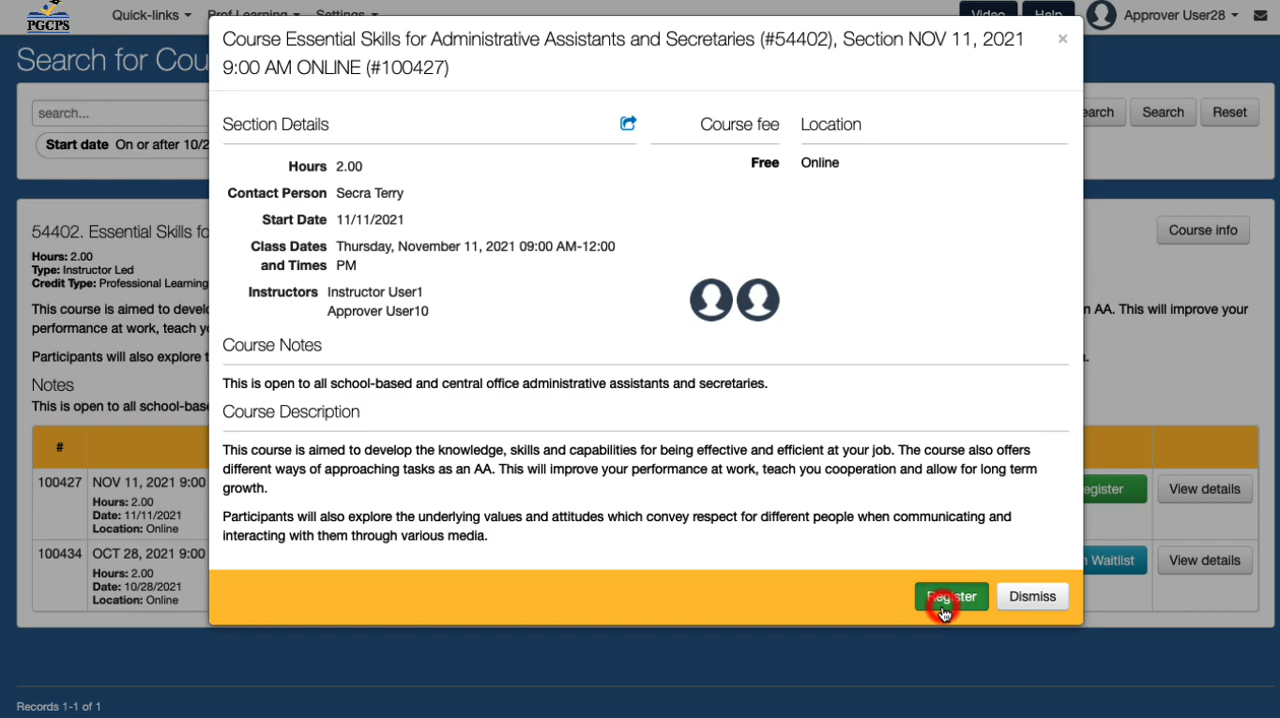 PGCPS
Quick-links
Prof Learning
Settings
Video
Help
Approver User28
Search for Cou
search...
earch
Search
Reset
Start date On or after 10/2
Course Essential Skills for Administrative Assistants and Secretaries (#54402), Section NOV 11, 2021
9:00 AM ONLINE (#100427)
×
Section Details
Course fee
Location
Hours 2.00
Free
Online
Contact Person Secra Terry
Start Date 11/11/2021
Class Dates Thursday, November 11, 2021 09:00 AM-12:00
and Times PM
Instructors Instructor User1
Approver User10
Course Notes
This is open to all school-based and central office administrative assistants and secretaries.
Course Description
This course is aimed to develop the knowledge, skills and capabilities for being effective and efficient at your job. The course also offers
different ways of approaching tasks as an AA. This will improve your performance at work, teach you cooperation and allow for long term
growth.
Participants will also explore the underlying values and attitudes which convey respect for different people when communicating and
interacting with them through various media.
Register
Dismiss
54402. Essential Skills fo
Course info
Hours: 2.00
Type: Instructor Led
Credit Type: Professional Learning
This course is aimed to develo
n AA. This will improve your
performance at work, teach yo
Participants will also explore t
Notes
This is open to all school-base
#
100427 NOV 11, 2021 9:00
egister
View details
Hours: 2.00
Date: 11/11/2021
Location: Online
100434 OCT 28, 2021 9:00
n Waitlist
View details
Hours: 2.00
Date: 10/28/2021
Location: Online
Records 1-1 of 1